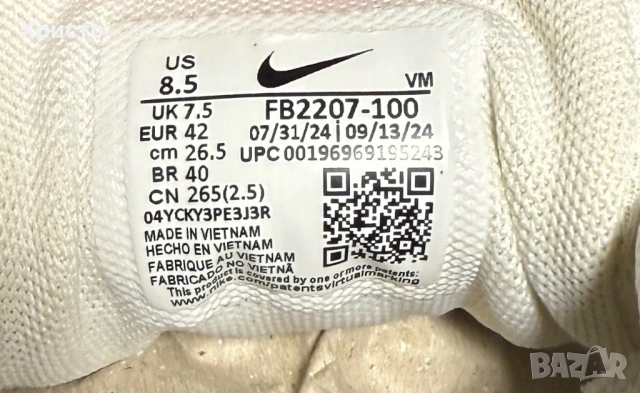 Христо
US
8.5
VM
UK 7.5
FB2207-100
EUR 42
07/31/24 | 09/13/24
cm 26.5
UPC 00196969195243
BR 40
CN 265(2.5)
04YCKY3PE3J3R
MADE IN VIETNAM
HECHO EN VIETNAM
FABRIQUE AU VIETNAM
FABRICADO NO VIETNÃ
This product is covered by one or more patents:
www.nike.com/patentsvirtualmarking
BAZAR